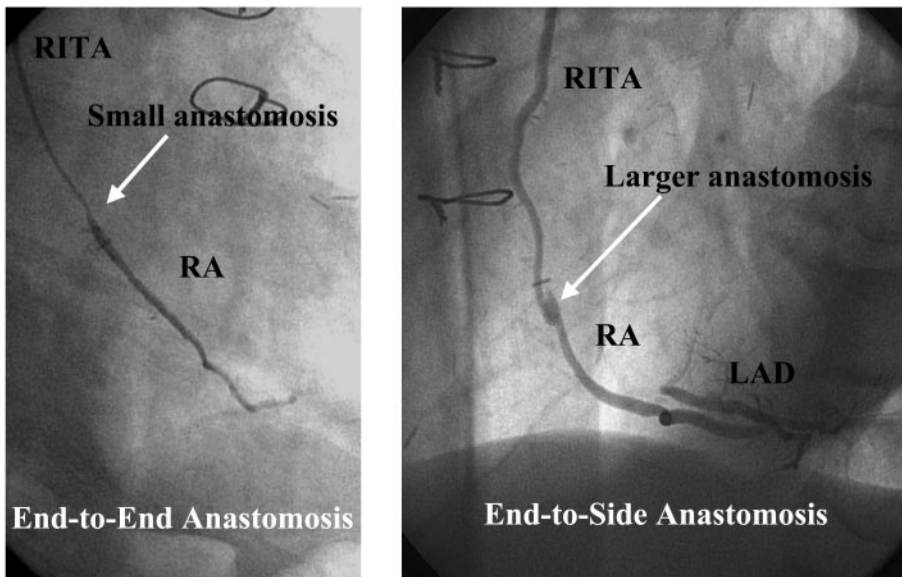 RITA
Small anastomosis
RA
End-to-End Anastomosis
RITA
Larger anastomosis
RA
LAD
End-to-Side Anastomosis